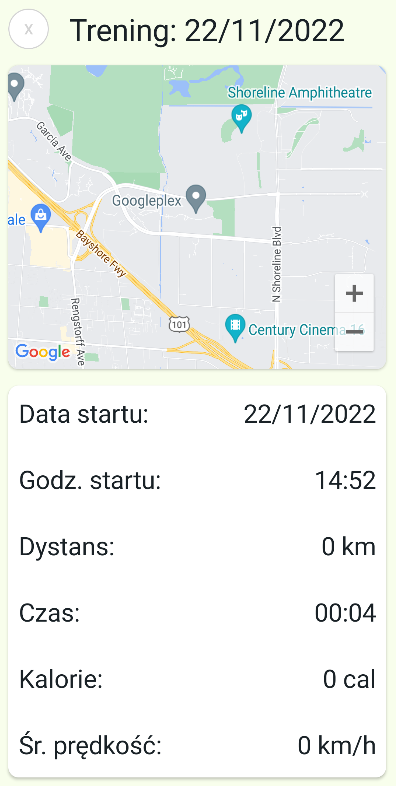 X
Trening: 22/11/2022
Shoreline Amphitheatre
Garcia Ave
Googleplex
ale
Bayshore Fwy
N Shoreline Blvd
Rengstorff Ave
101
Century Cinema 16
+
−
Google
Data startu: 22/11/2022
Godz. startu: 14:52
Dystans: 0 km
Czas: 00:04
Kalorie: 0 cal
Śr. prędkość: 0 km/h